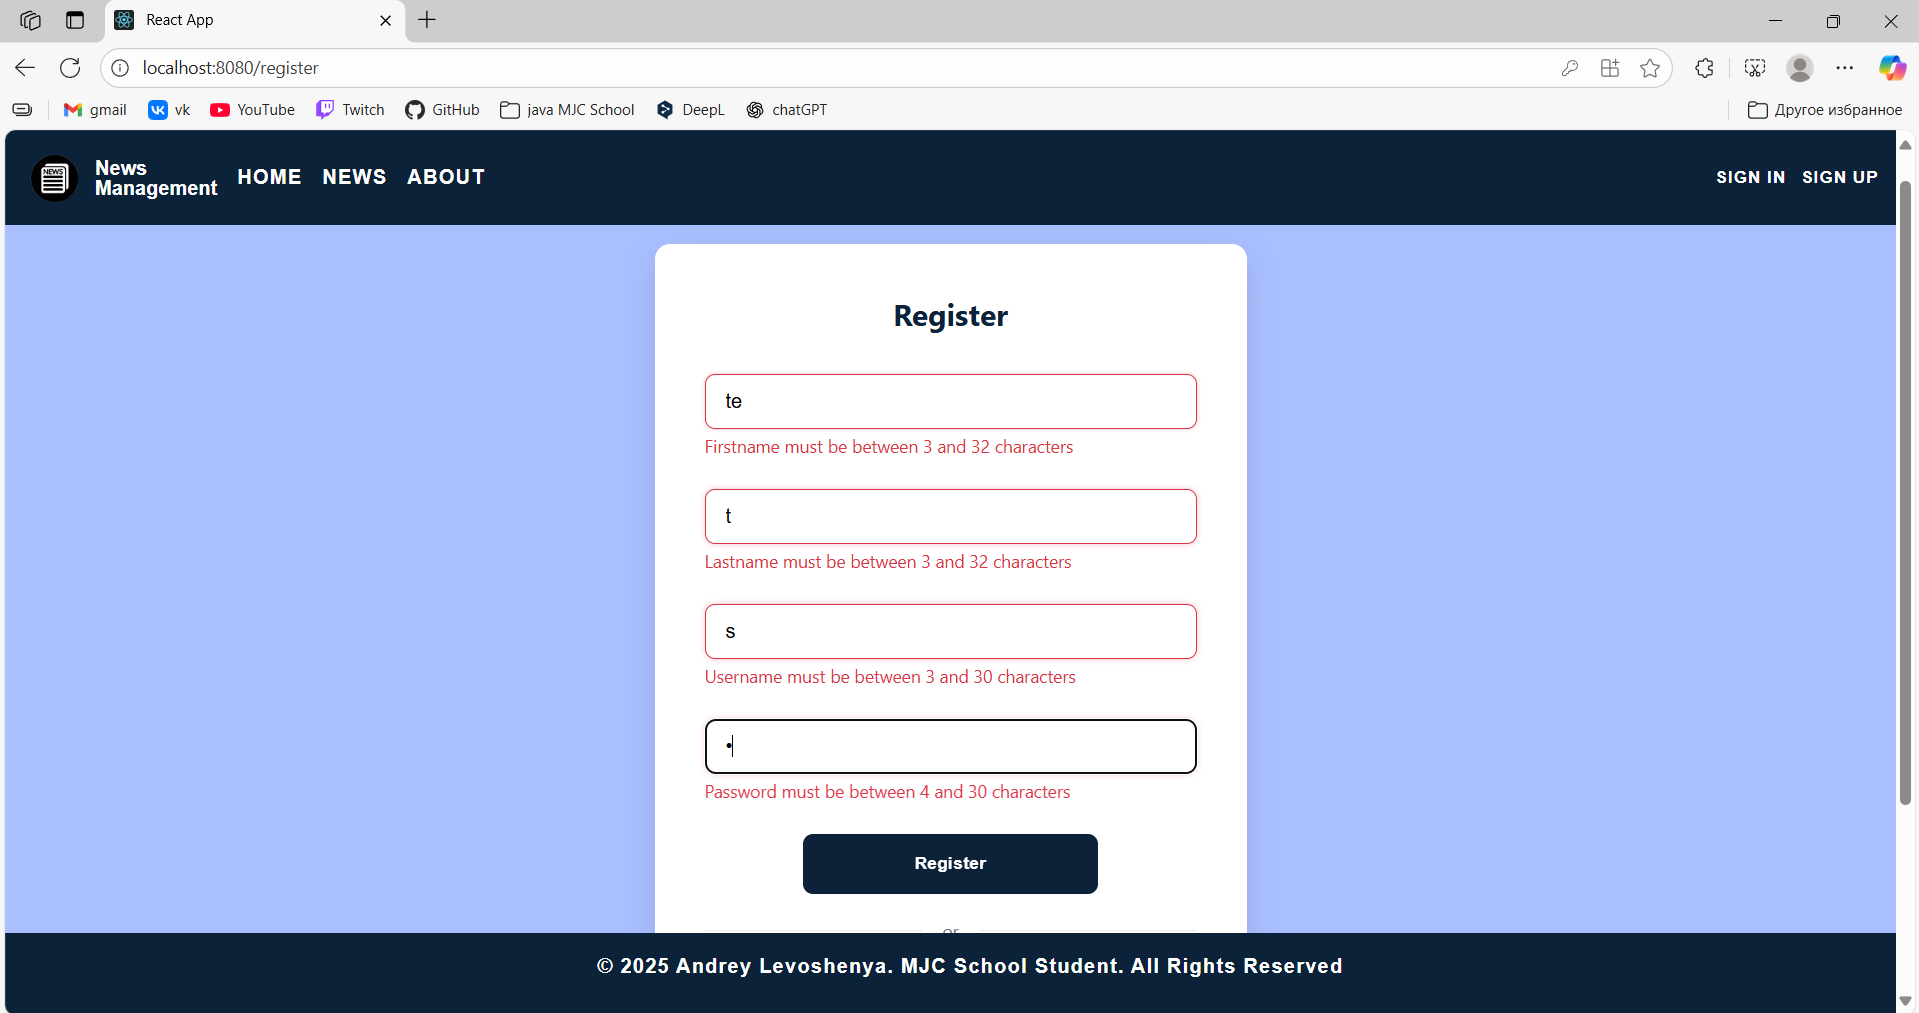 React App
localhost:8080/register
gmail vk YouTube Twitch GitHub java MJC School DeepL chatGPT Другое избранное
NEWS
News
Management
HOME NEWS ABOUT
SIGN IN SIGN UP
Register
te
Firstname must be between 3 and 32 characters
t
Lastname must be between 3 and 32 characters
s
Username must be between 3 and 30 characters
•
Password must be between 4 and 30 characters
Register
or
© 2025 Andrey Levoshenya. MJC School Student. All Rights Reserved